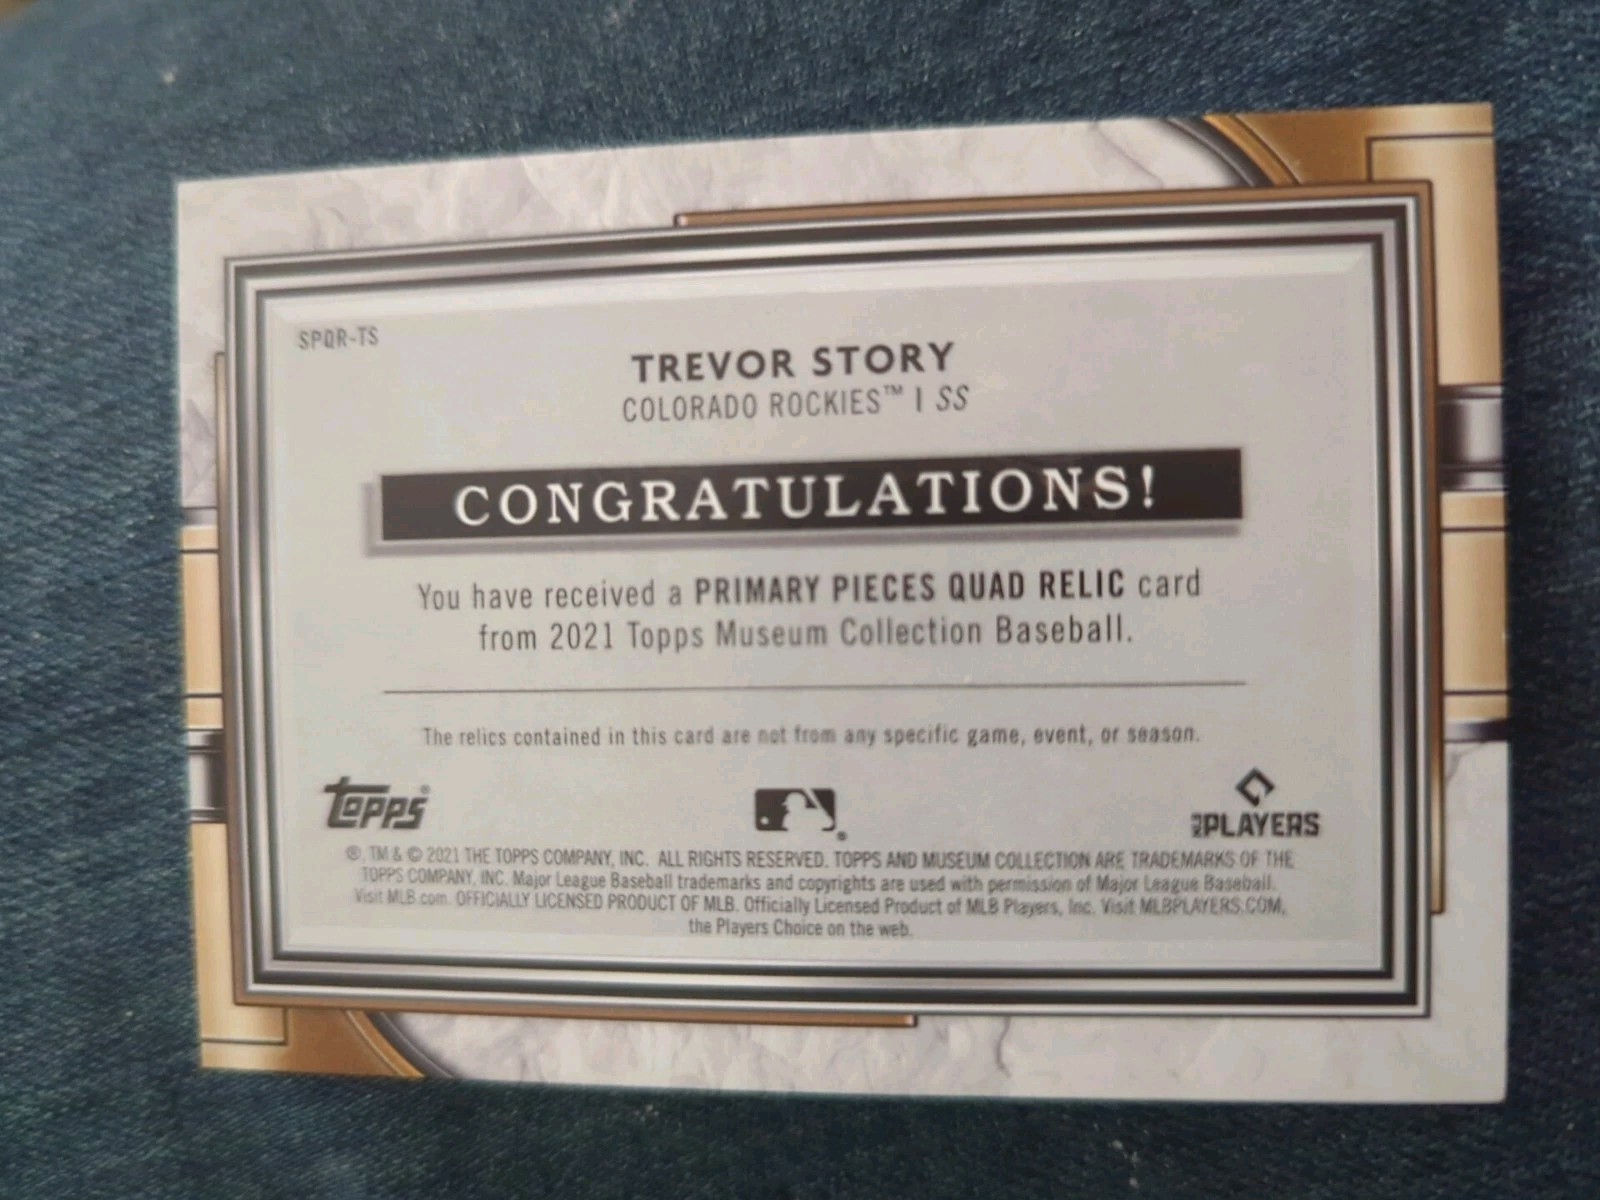 SPQR-TS
TREVOR STORY
COLORADO ROCKIES™ | SS
CONGRATULATIONS!
You have received a PRIMARY PIECES QUAD RELIC card
from 2021 Topps Museum Collection Baseball.
The relics contained in this card are not from any specific game, event, or season.
Topps®
®
PLAYERS
®, TM & © 2021 THE TOPPS COMPANY, INC. ALL RIGHTS RESERVED. TOPPS AND MUSEUM COLLECTION ARE TRADEMARKS OF THE
TOPPS COMPANY, INC. Major League Baseball trademarks and copyrights are used with permission of Major League Baseball.
Visit MLB.com. OFFICIALLY LICENSED PRODUCT OF MLB. Officially Licensed Product of MLB Players, Inc. Visit MLBPLAYERS.COM,
the Players Choice on the web.